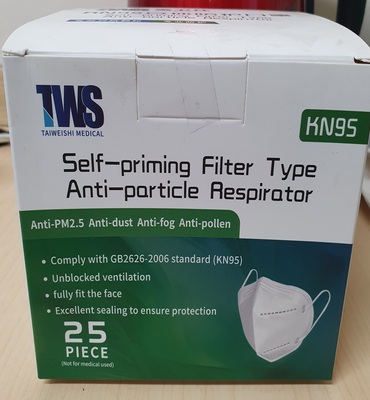 TWS
TAIWEISHI MEDICAL
KN95
Self-priming Filter Type
Anti-particle Respirator
Anti-PM2.5 Anti-dust Anti-fog Anti-pollen
• Comply with GB2626-2006 standard (KN95)
• Unblocked ventilation
• fully fit the face
• Excellent sealing to ensure protection
25
PIECE
(Not for medical used)